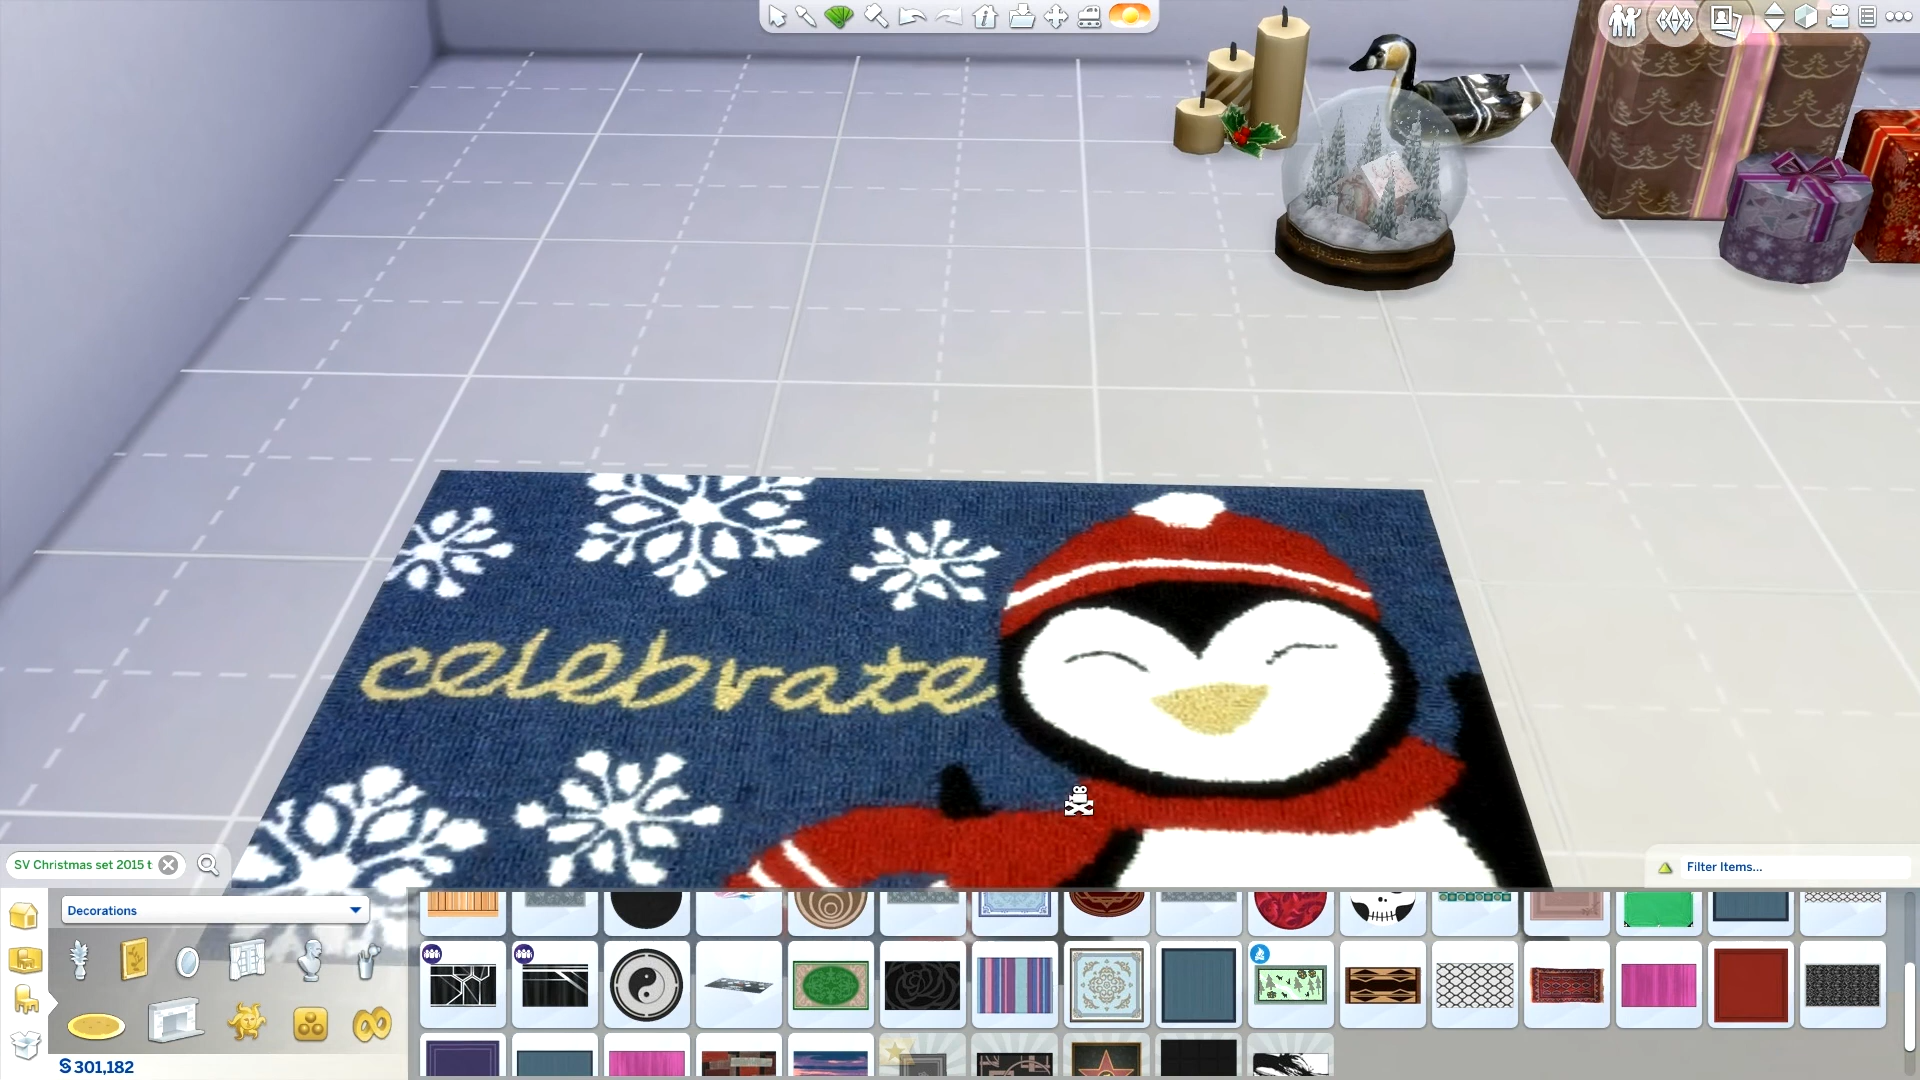 celebrate
SV Christmas set 2015 t
Filter Items...
Decorations
301,182